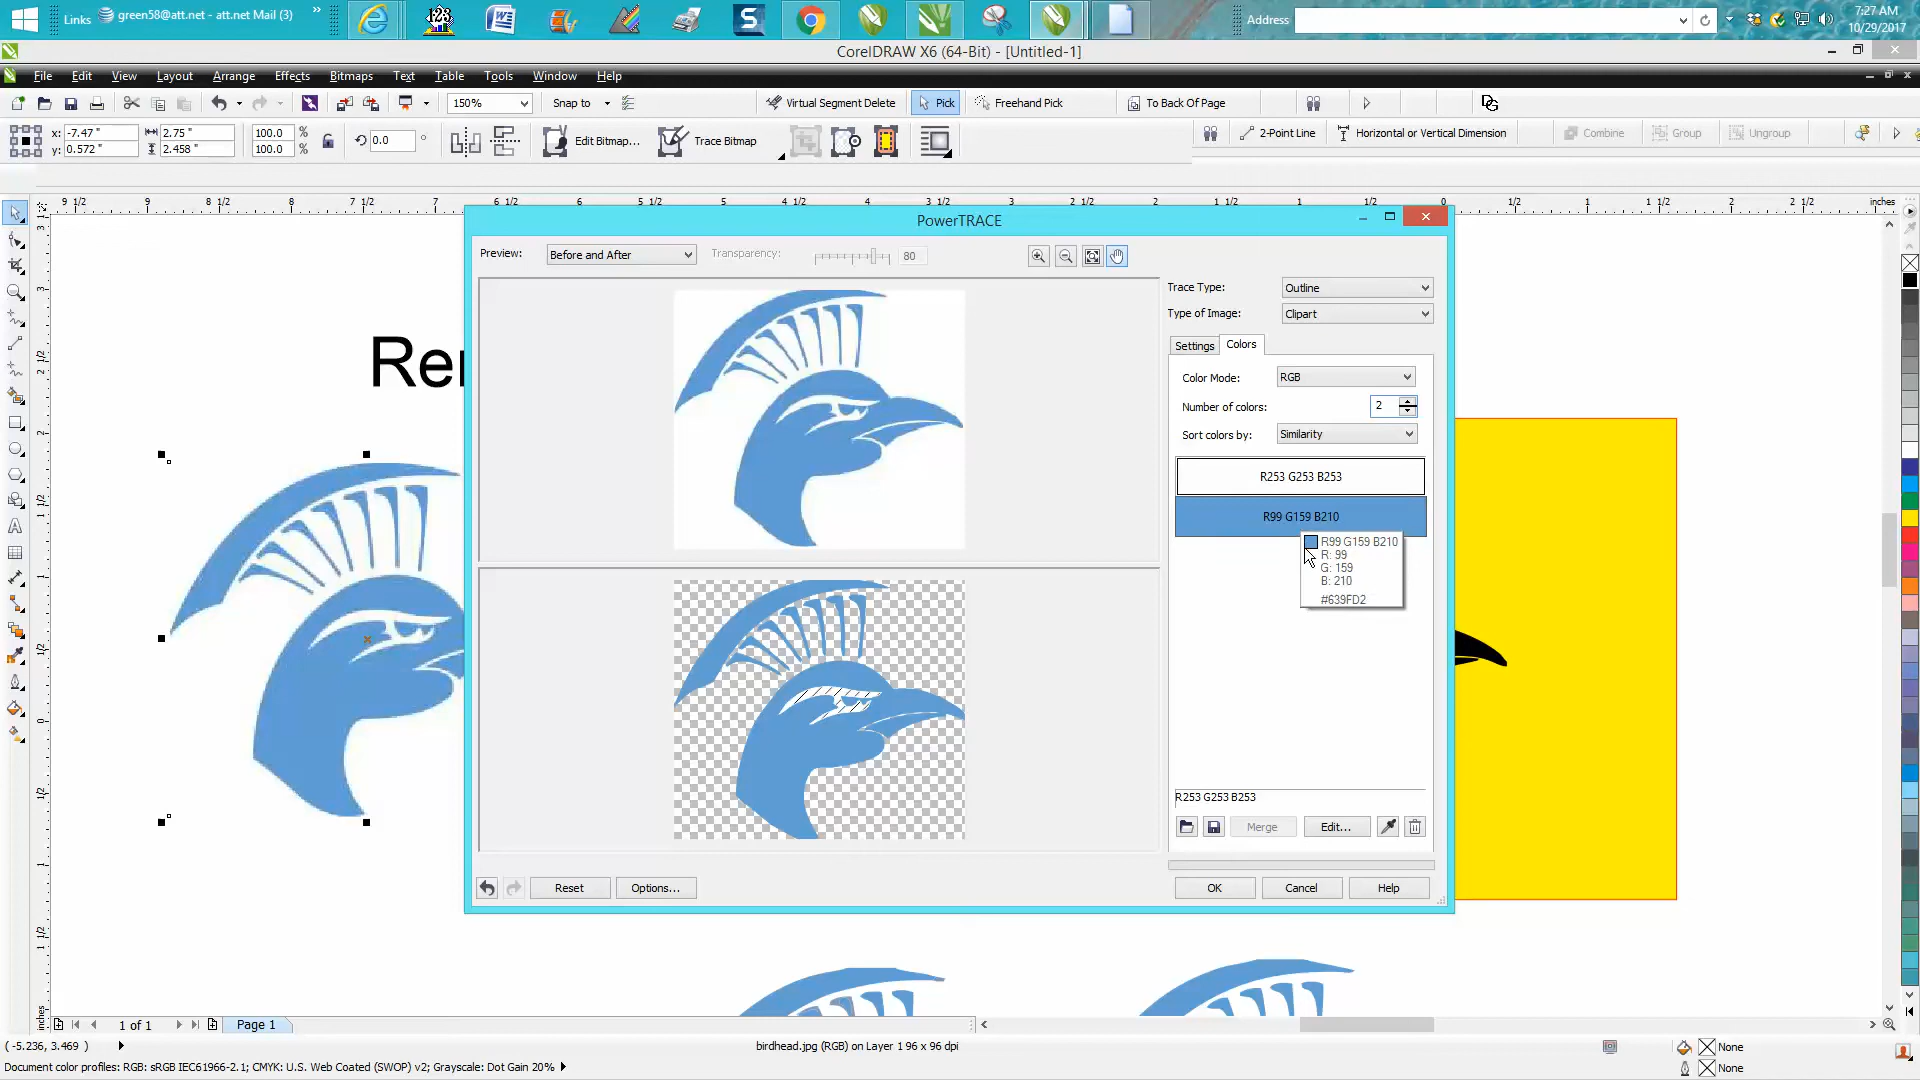 Links green58@att.net - att.net Mail (3) » 123 S Address 7:27 AM
10/29/2017
CorelDRAW X6 (64-Bit) - [Untitled-1]
File Edit View Layout Arrange Effects Bitmaps Text Table Tools Window Help
150% Snap to Virtual Segment Delete Pick Freehand Pick To Back Of Page
x: -7.47 " 2.75 " 100.0 %
y: 0.572 " 2.458 " 100.0 %
0.0 ° Edit Bitmap... Trace Bitmap 2-Point Line Horizontal or Vertical Dimension Combine Group Ungroup
9 1/2 9 8 1/2 8 7 1/2 7 6 1/2 6 5 1/2 5 4 1/2 4 3 1/2 3 2 1/2 2 1 1/2 1 1/2 0 1/2 1 1 1/2 2 2 1/2 inches
PowerTRACE
Preview: Before and After Transparency: 80
Trace Type: Outline
Type of Image: Clipart
Settings Colors
Color Mode: RGB
Number of colors: 2
Sort colors by: Similarity
R253 G253 B253
R99 G159 B210
R99 G159 B210
R: 99
G: 159
B: 210
#639FD2
R253 G253 B253
Merge Edit...
Reset Options... OK Cancel Help
Rer
1 of 1 Page 1
( -5.236, 3.469 ) birdhead.jpg (RGB) on Layer 1 96 x 96 dpi None
Document color profiles: RGB: sRGB IEC61966-2.1; CMYK: U.S. Web Coated (SWOP) v2; Grayscale: Dot Gain 20% None